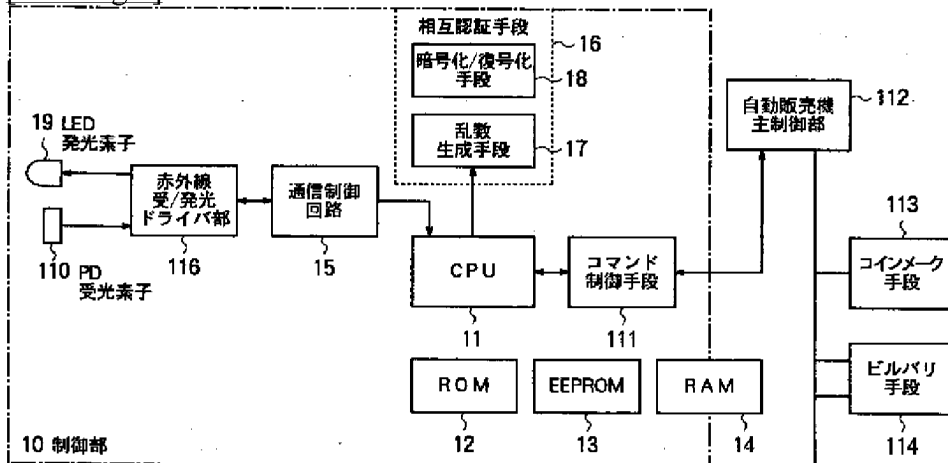 相互認証手段
16
暗号化/復号化
手段
18
乱数
生成手段
17
自動販売機
主制御部
112
19 LED
発光素子
赤外線
受/発光
ドライバ部
116
通信制御
回路
15
110 PD
受光素子
CPU
11
コマンド
制御手段
111
113
コインメーク
手段
ROM
12
EEPROM
13
RAM
14
ビルバリ
手段
114
10 制御部